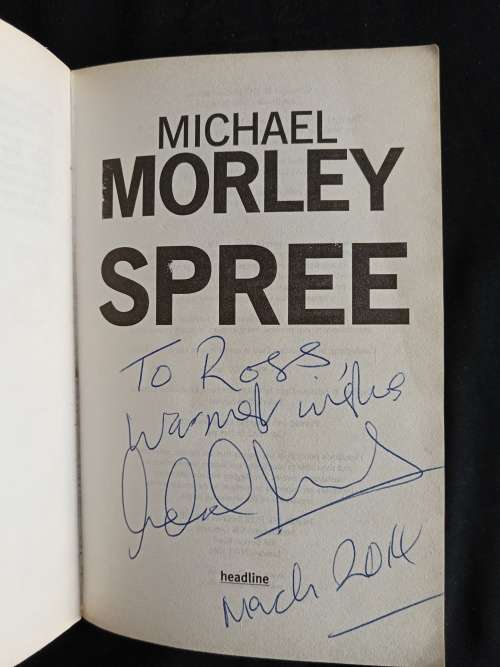 MICHAEL
MORLEY
SPREE
To Ross,
warmest wishes
headline
March 2014